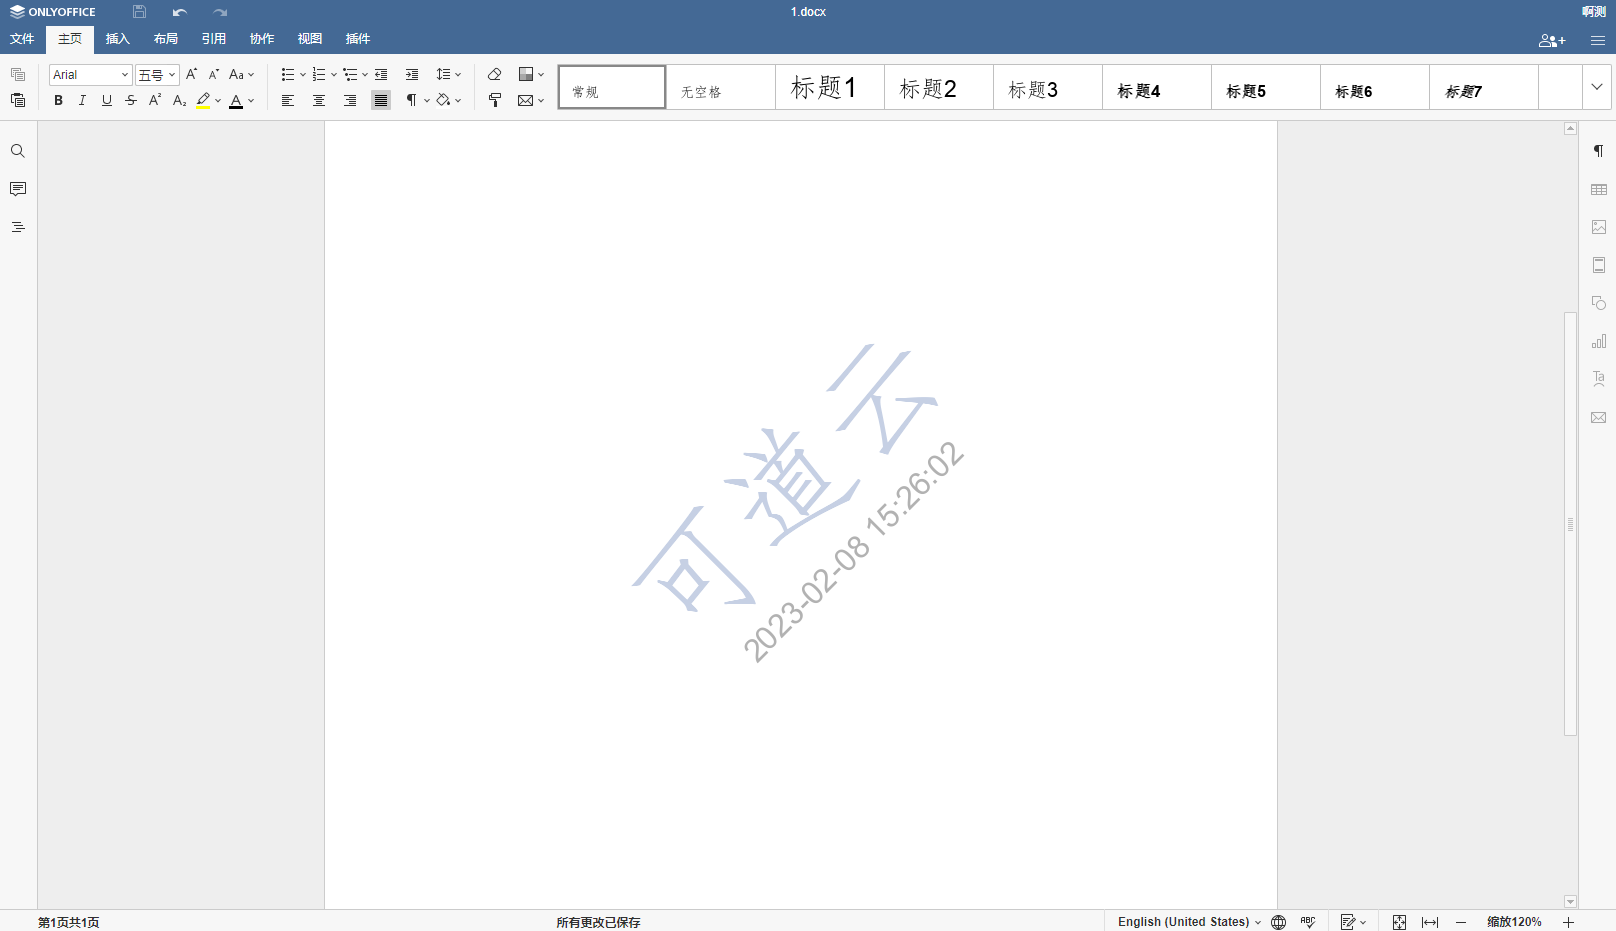 ONLYOFFICE
1.docx
啊测
文件 主页 插入 布局 引用 协作 视图 插件
Arial 五号 Aa
常规 无空格 标题1 标题2 标题3 标题4 标题5 标题6 标题7
可道云
2023-02-08 15:26:02
第1页共1页 所有更改已保存 English (United States) 缩放120%